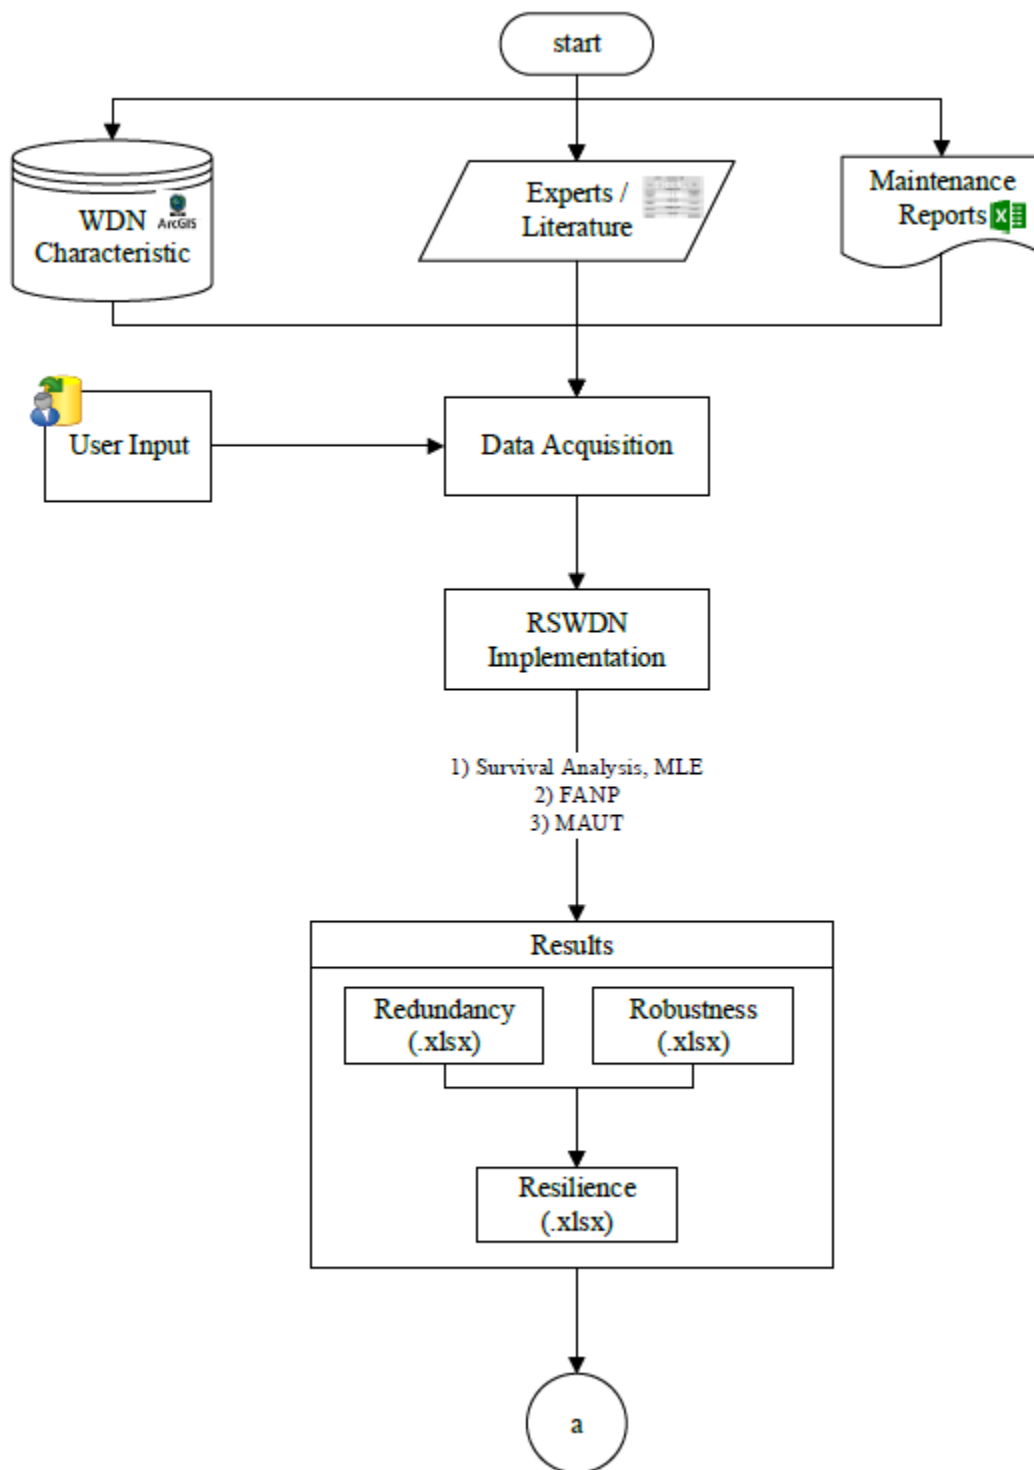 start
WDN
ArcGIS
Characteristic
Experts /
Literature
Maintenance
Reports
User Input
Data Acquisition
RSWDN
Implementation
1) Survival Analysis, MLE
2) FANP
3) MAUT
Results
Redundancy
(.xlsx)
Robustness
(.xlsx)
Resilience
(.xlsx)
a